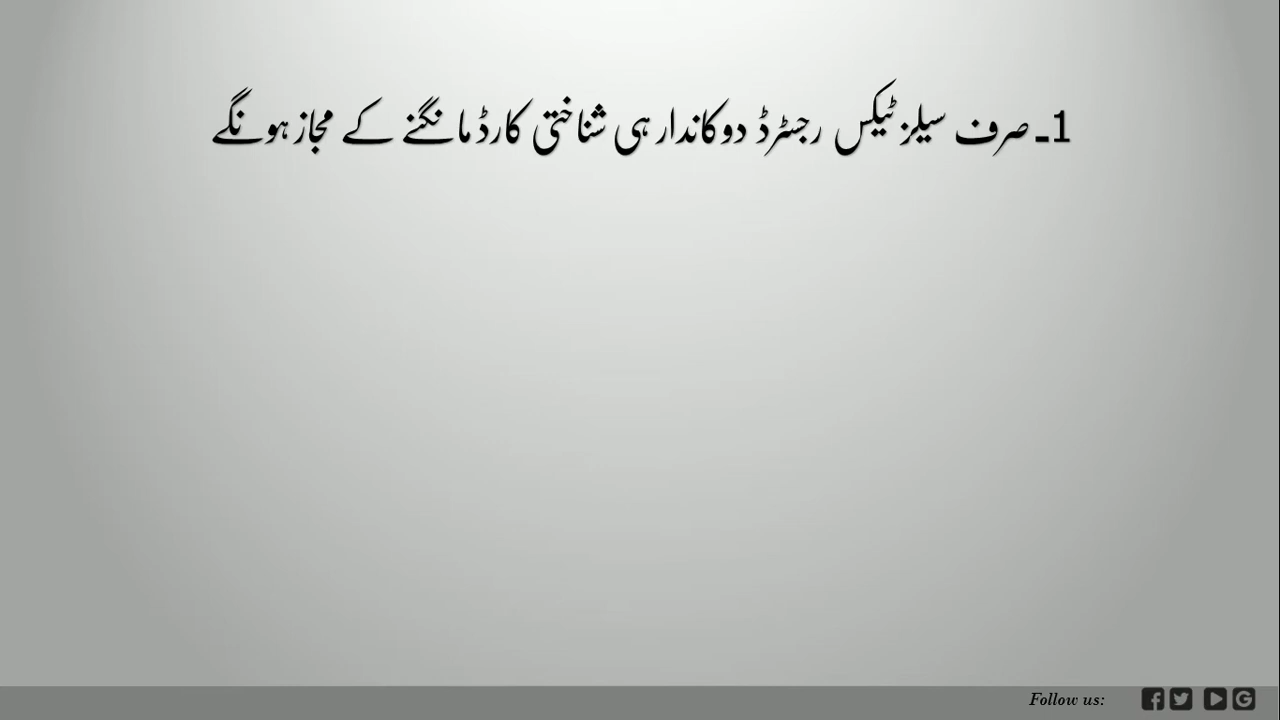 1۔ صرف سیلز ٹیکس رجسٹرڈ دوکاندار ہی شناختی کارڈ مانگنے کے مجاز ہونگے
Follow us: